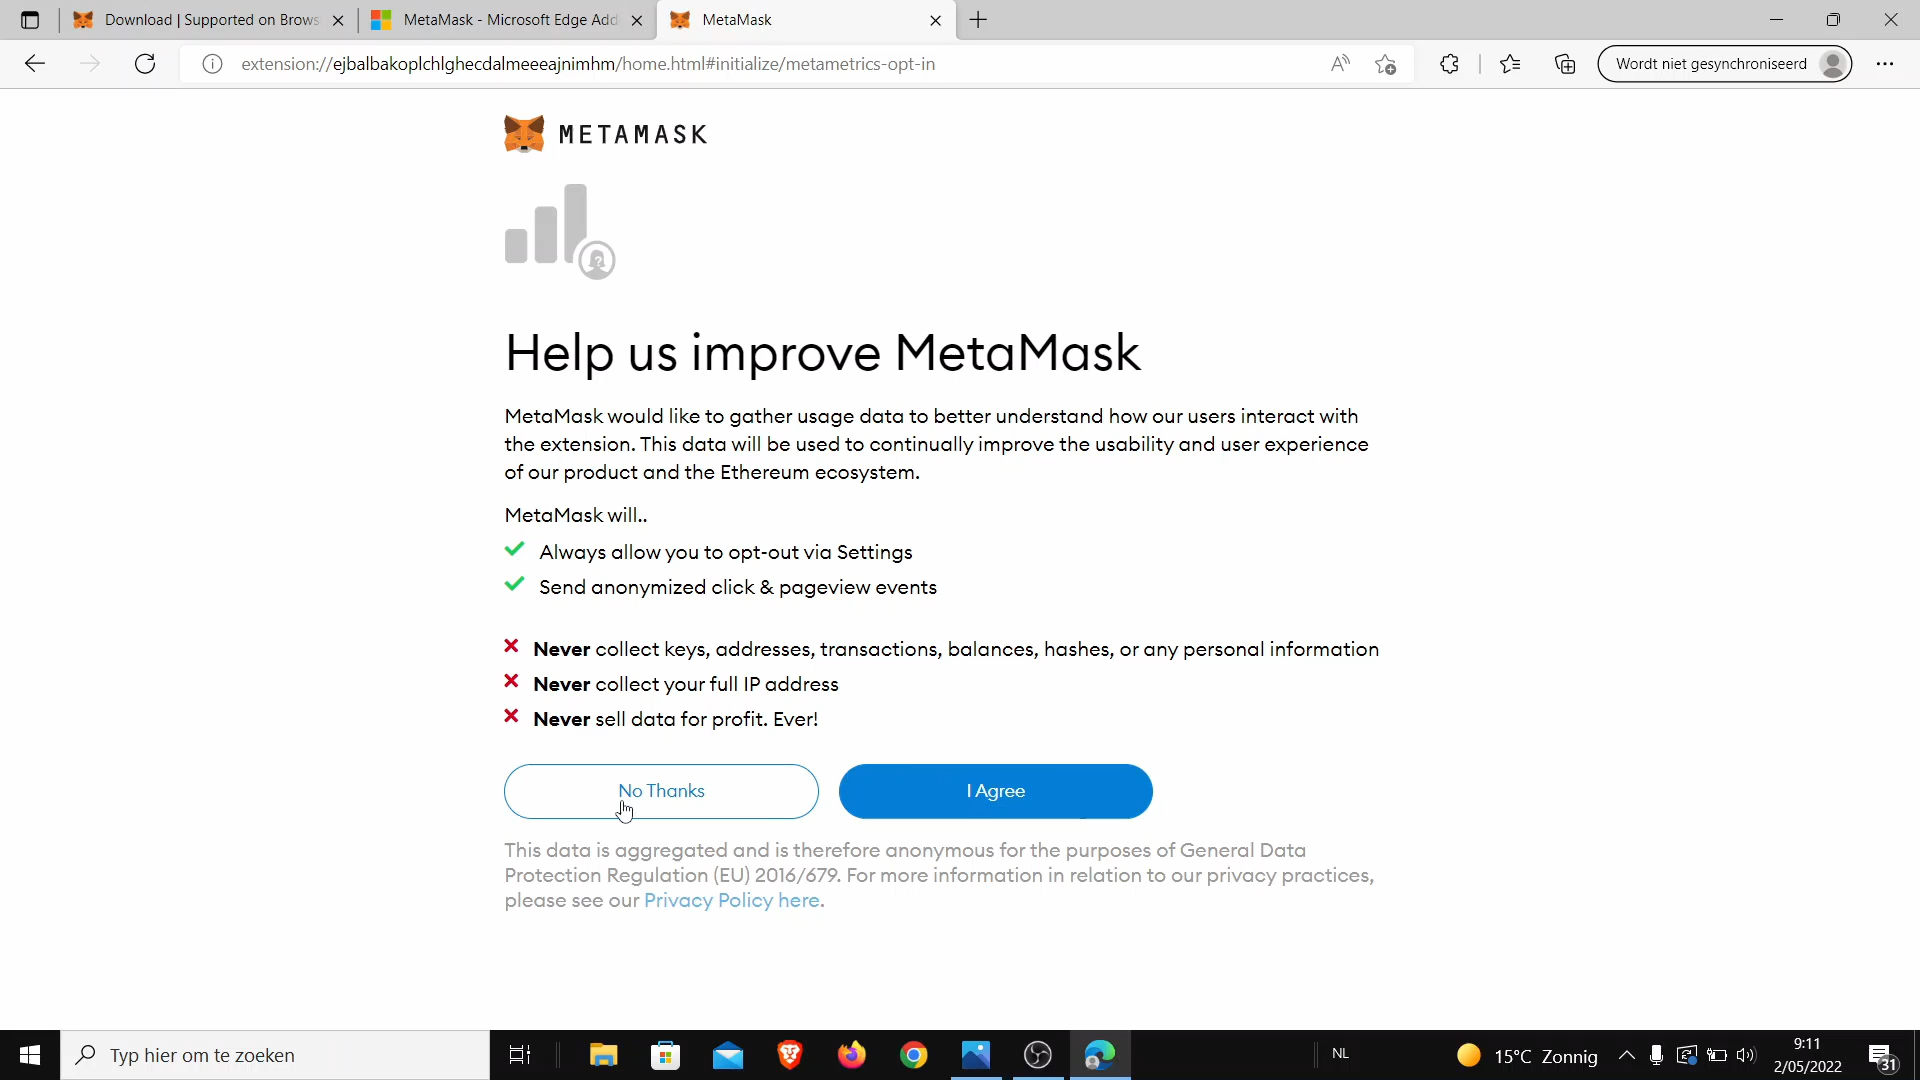 Download | Supported on Brows
MetaMask - Microsoft Edge Add
MetaMask
extension://ejbalbakoplchlghecdalmeeeajnimhm/home.html#initialize/metametrics-opt-in
Wordt niet gesynchroniseerd
METAMASK
Help us improve MetaMask
MetaMask would like to gather usage data to better understand how our users interact with
the extension. This data will be used to continually improve the usability and user experience
of our product and the Ethereum ecosystem.
MetaMask will..
Always allow you to opt-out via Settings
Send anonymized click & pageview events
Never collect keys, addresses, transactions, balances, hashes, or any personal information
Never collect your full IP address
Never sell data for profit. Ever!
No Thanks
I Agree
This data is aggregated and is therefore anonymous for the purposes of General Data
Protection Regulation (EU) 2016/679. For more information in relation to our privacy practices,
please see our Privacy Policy here.
Typ hier om te zoeken
NL
15°C Zonnig
9:11
2/05/2022
31